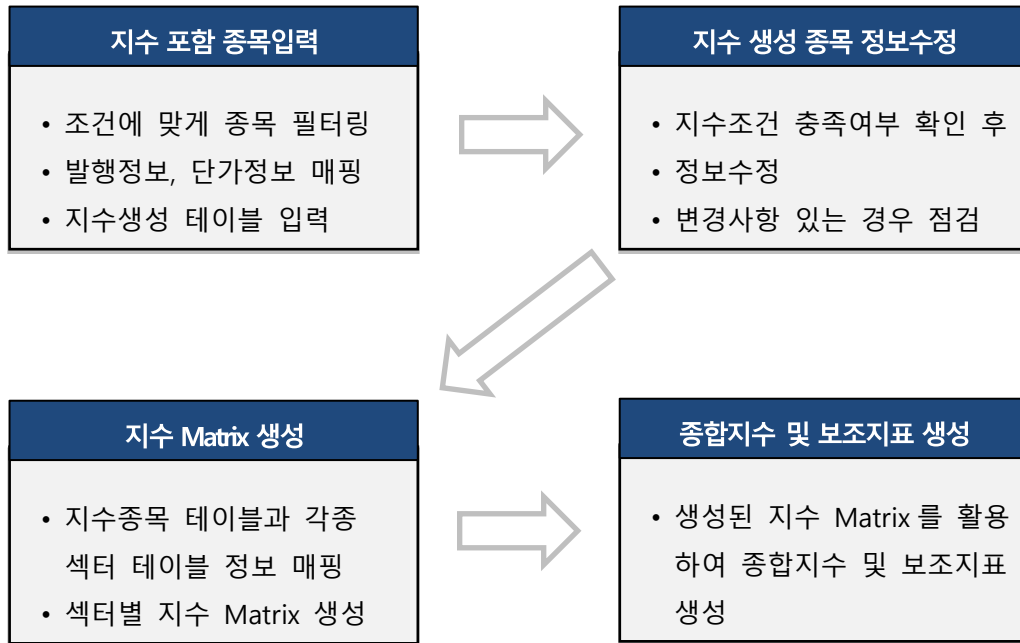 지수 포함 종목입력
• 조건에 맞게 종목 필터링
• 발행정보, 단가정보 매핑
• 지수생성 테이블 입력
지수 생성 종목 정보수정
• 지수조건 충족여부 확인 후
• 정보수정
• 변경사항 있는 경우 점검
지수 Matrix 생성
• 지수종목 테이블과 각종
섹터 테이블 정보 매핑
• 섹터별 지수 Matrix 생성
종합지수 및 보조지표 생성
• 생성된 지수 Matrix 를 활용
하여 종합지수 및 보조지표
생성